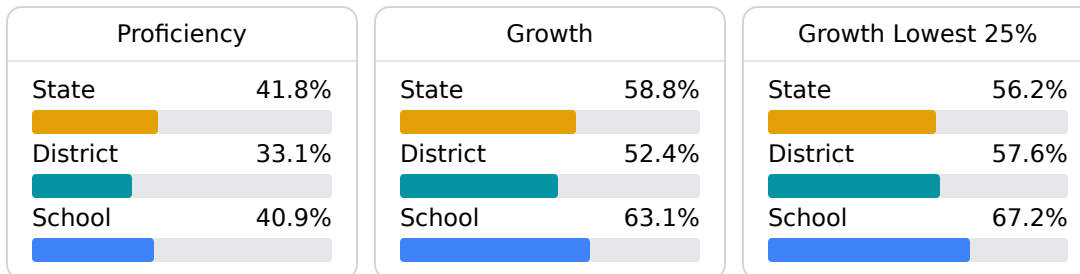 Proficiency
State 41.8%
District 33.1%
School 40.9%
Growth
State 58.8%
District 52.4%
School 63.1%
Growth Lowest 25%
State 56.2%
District 57.6%
School 67.2%